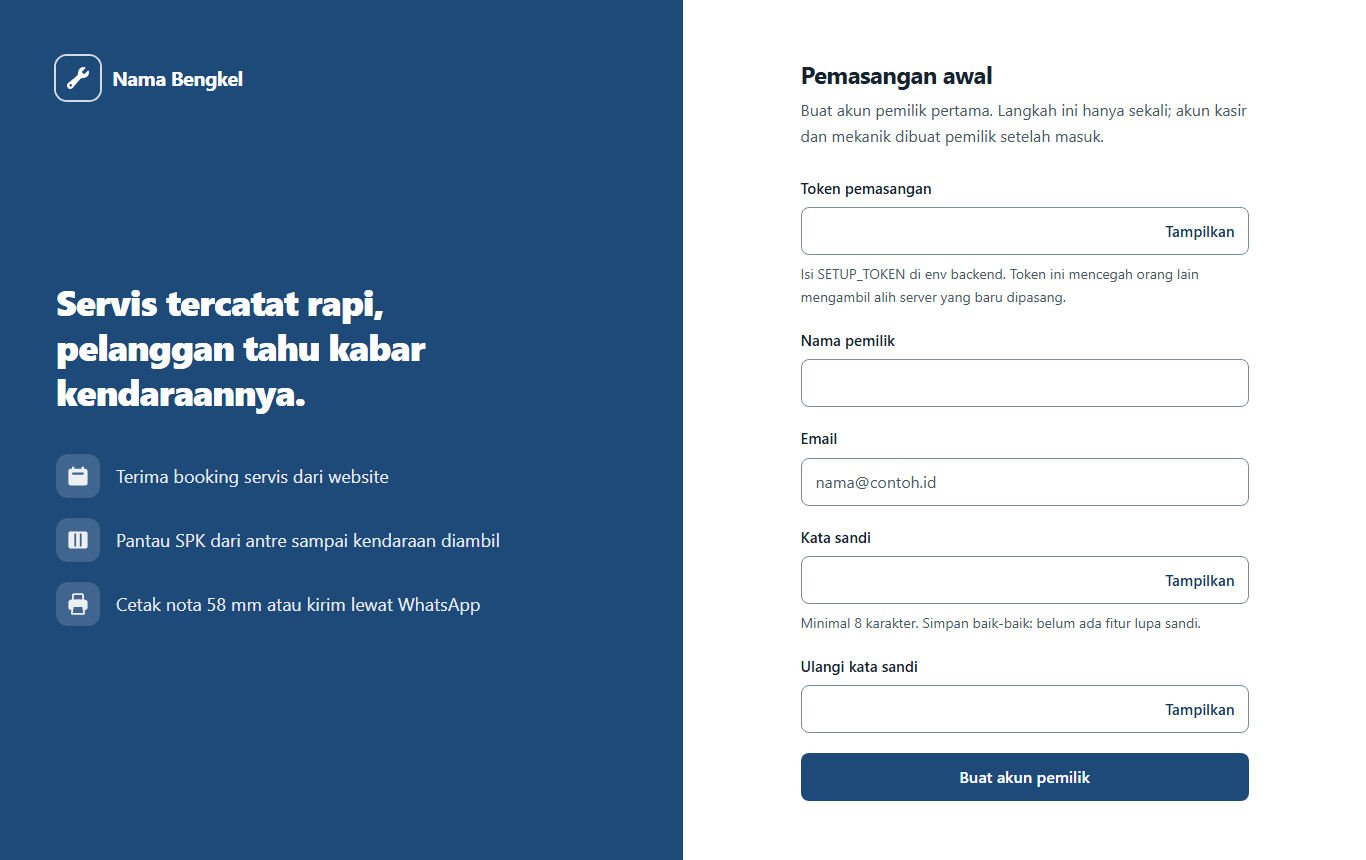 Nama Bengkel
Servis tercatat rapi,
pelanggan tahu kabar
kendaraannya.
Terima booking servis dari website
Pantau SPK dari antre sampai kendaraan diambil
Cetak nota 58 mm atau kirim lewat WhatsApp
Pemasangan awal
Buat akun pemilik pertama. Langkah ini hanya sekali; akun kasir
dan mekanik dibuat pemilik setelah masuk.
Token pemasangan
Tampilkan
Isi SETUP_TOKEN di env backend. Token ini mencegah orang lain
mengambil alih server yang baru dipasang.
Nama pemilik
Email
nama@contoh.id
Kata sandi
Tampilkan
Minimal 8 karakter. Simpan baik-baik: belum ada fitur lupa sandi.
Ulangi kata sandi
Tampilkan
Buat akun pemilik